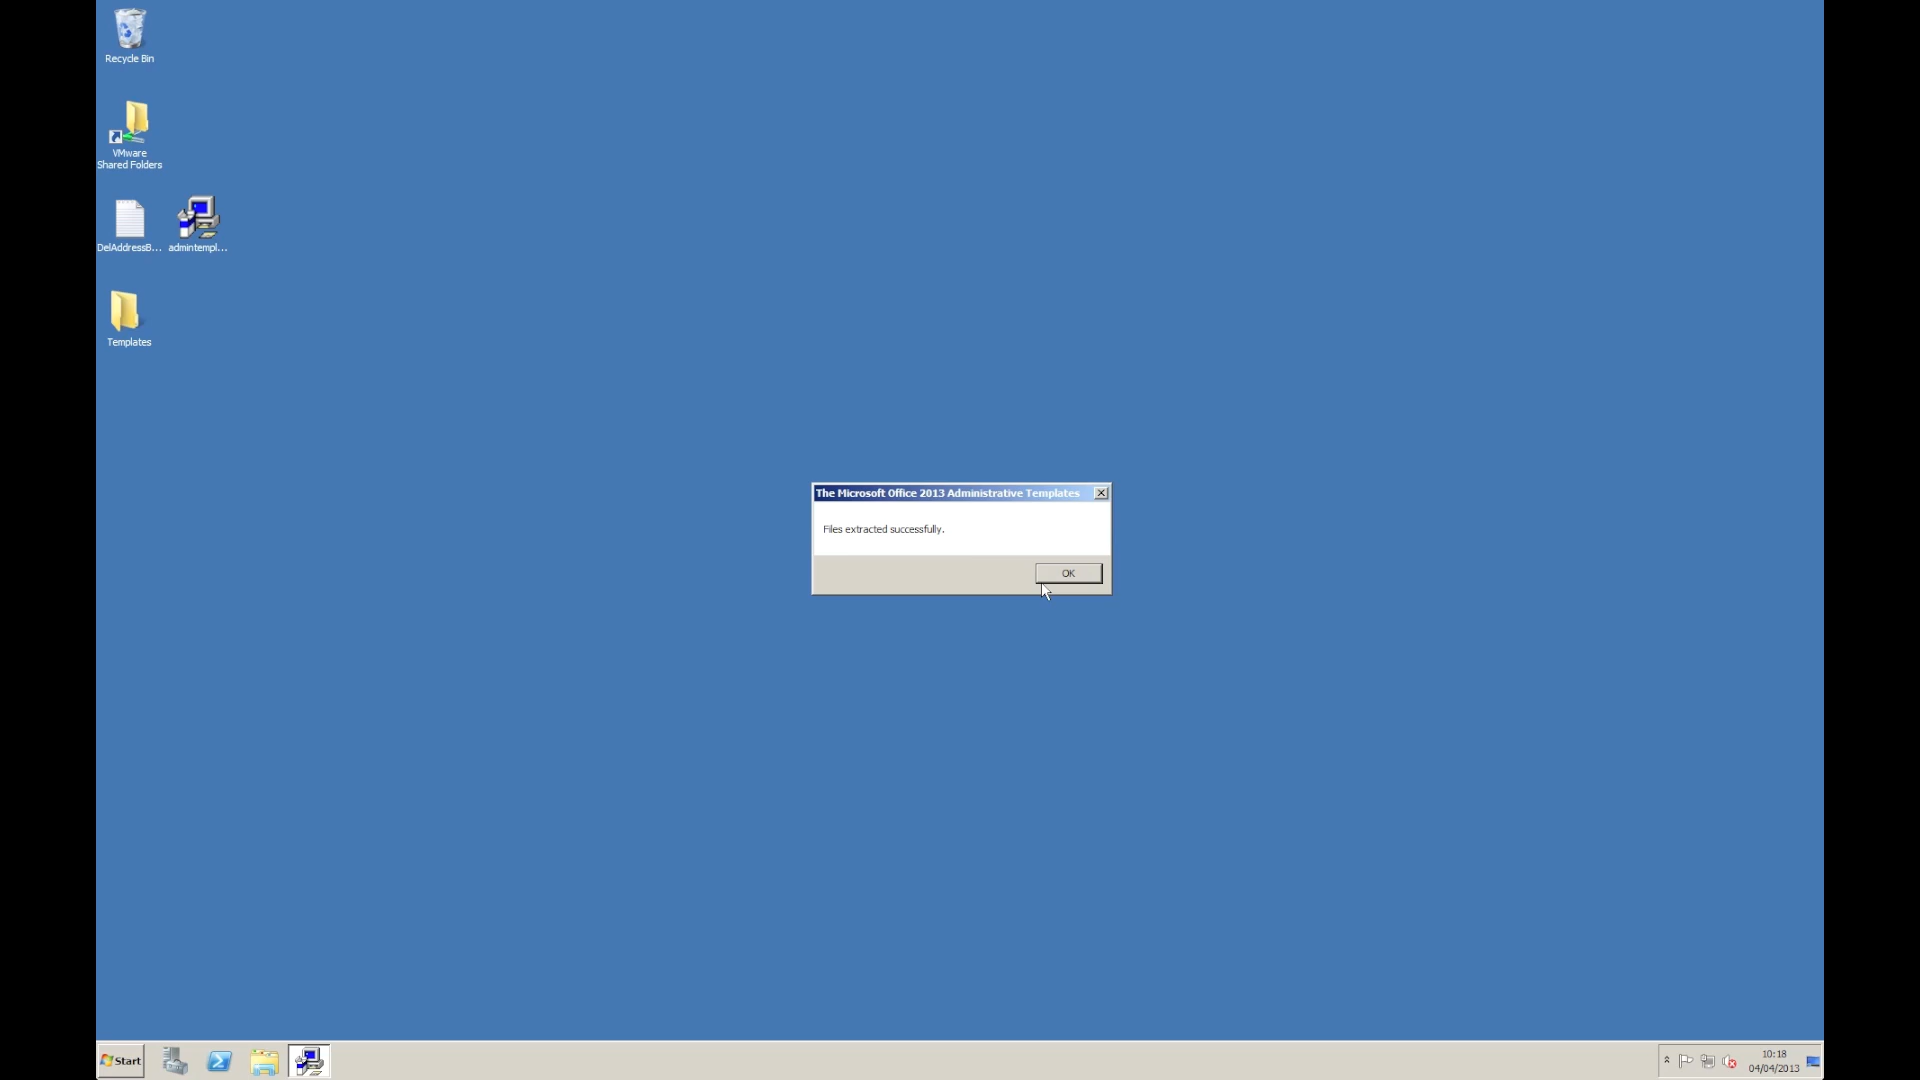 Recycle Bin
VMware
Shared Folders
DelAddressB...
admintempl...
Templates
The Microsoft Office 2013 Administrative Templates
Files extracted successfully.
OK
Start
10:18
04/04/2013